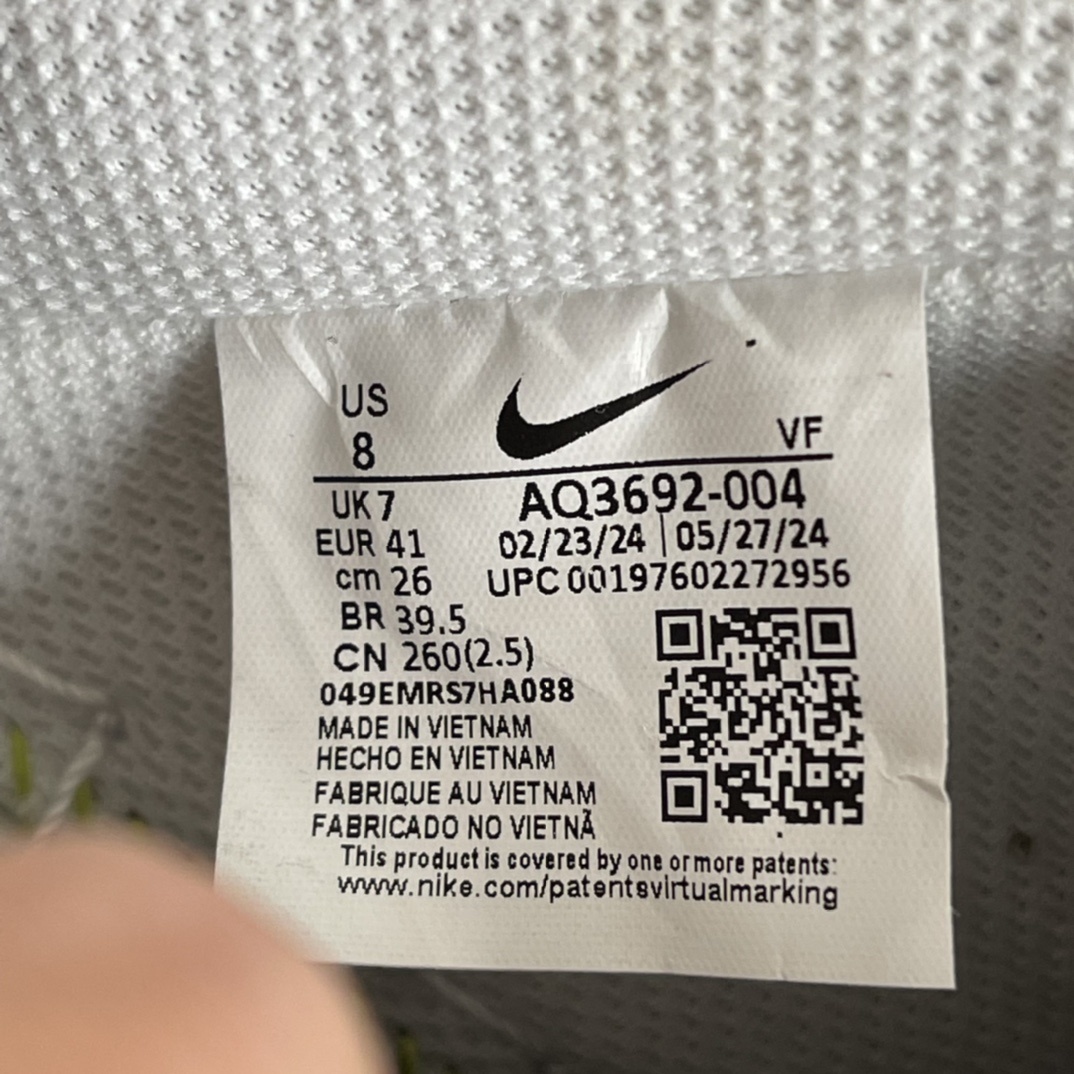 US
8
VF
UK 7
AQ3692-004
EUR 41
02/23/24 | 05/27/24
cm 26
UPC 00197602272956
BR 39.5
CN 260(2.5)
049EMRS7HA088
MADE IN VIETNAM
HECHO EN VIETNAM
FABRIQUE AU VIETNAM
FABRICADO NO VIETNÃ
This product is covered by one or more patents:
www.nike.com/patentsvirtualmarking